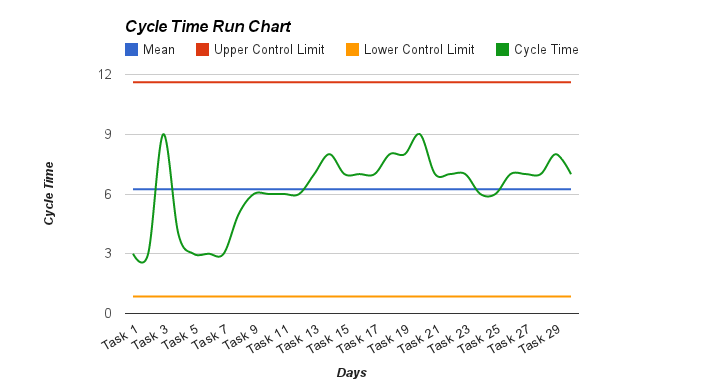 Cycle Time Run Chart
Mean Upper Control Limit Lower Control Limit Cycle Time
12
9
6
3
0
Cycle Time
Task 1 Task 3 Task 5 Task 7 Task 9 Task 11 Task 13 Task 15 Task 17 Task 19 Task 21 Task 23 Task 25 Task 27 Task 29
Days